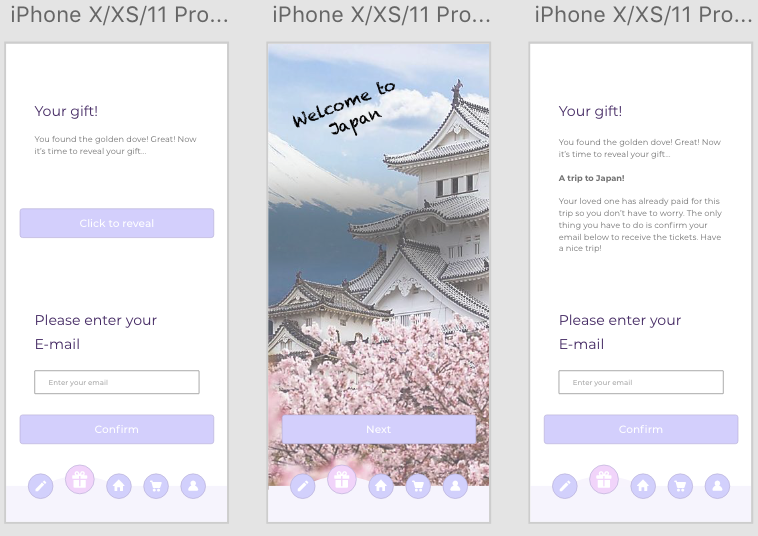 iPhone X/XS/11 Pro...
Your gift!
You found the golden dove! Great! Now
it's time to reveal your gift...
Click to reveal
Please enter your
E-mail
Enter your email
Confirm
iPhone X/XS/11 Pro...
Welcome to
Japan
Next
iPhone X/XS/11 Pro...
Your gift!
You found the golden dove! Great! Now
it's time to reveal your gift...
A trip to Japan!
Your loved one has already paid for this
trip so you don't have to worry. The only
thing you have to do is confirm your
email below to receive the tickets. Have
a nice trip!
Please enter your
E-mail
Enter your email
Confirm